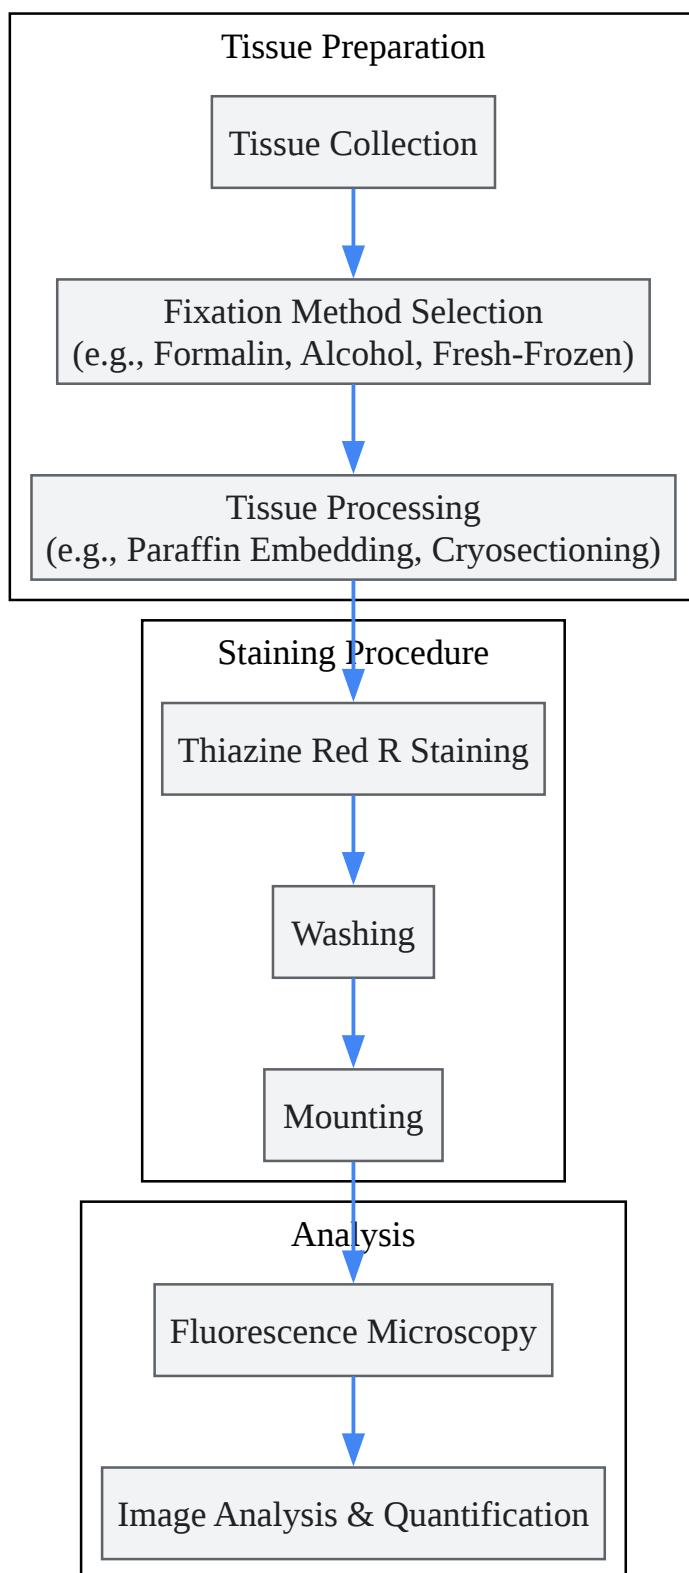 Tissue Preparation
Tissue Collection
Fixation Method Selection
(e.g., Formalin, Alcohol, Fresh-Frozen)
Tissue Processing
(e.g., Paraffin Embedding, Cryosectioning)
Staining Procedure
Thiazine Red R Staining
Washing
Mounting
Analysis
Fluorescence Microscopy
Image Analysis & Quantification